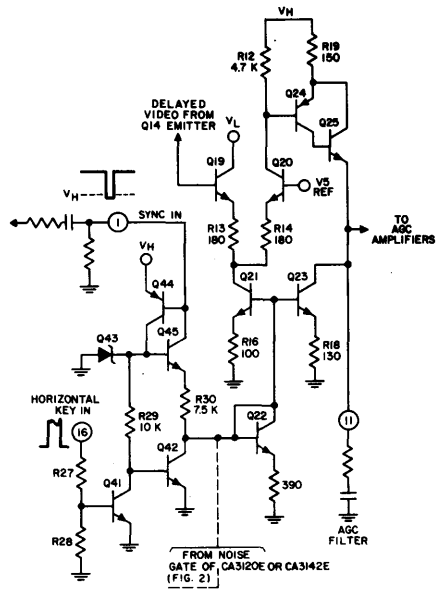 VH
R12
4.7 K
R19
150
Q24
Q25
DELAYED
VIDEO FROM
Q14 EMITTER
VL
Q19
Q20
V5
REF
VH
SYNC IN
1
R13
180
R14
180
TO
AGC
AMPLIFIERS
VH
Q44
Q21
Q23
Q43
Q45
R16
100
R18
130
HORIZONTAL
KEY IN
16
R29
10 K
R30
7.5 K
Q22
11
R27
Q42
Q41
390
R28
AGC
FILTER
FROM NOISE
GATE OF CA3120E OR CA3142E
(FIG. 2)